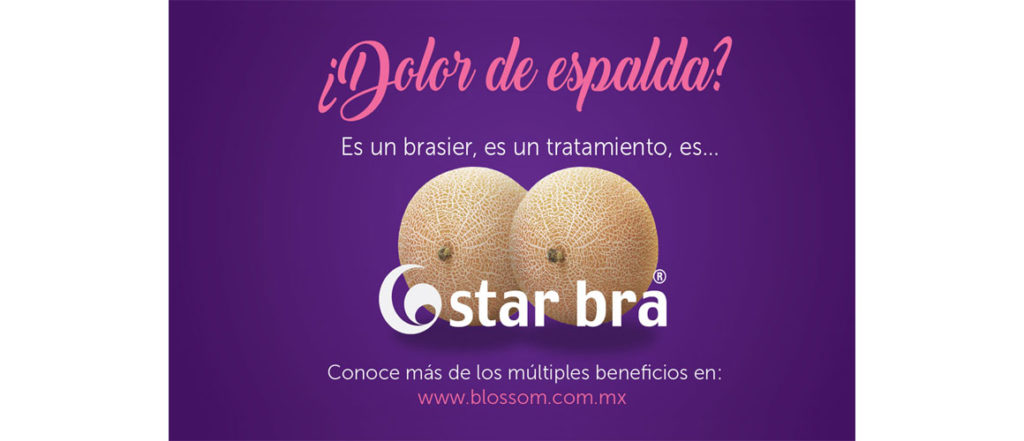 ¿Dolor de espalda?
Es un brasier, es un tratamiento, es...
star bra®
Conoce más de los múltiples beneficios en:
www.blossom.com.mx